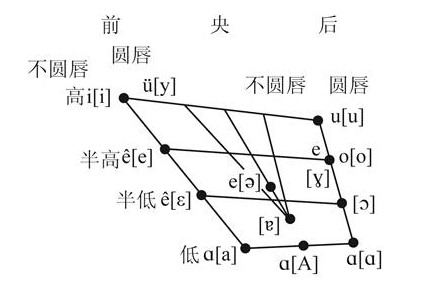 前 央 后
不圆唇 圆唇 不圆唇 圆唇
高i[i] ü[y] u[u]
半高ê[e] e[ɤ] o[o]
e[ə]
半低ê[ɛ] [ɔ]
[ɐ]
低ɑ[a] ɑ[A] ɑ[ɑ]